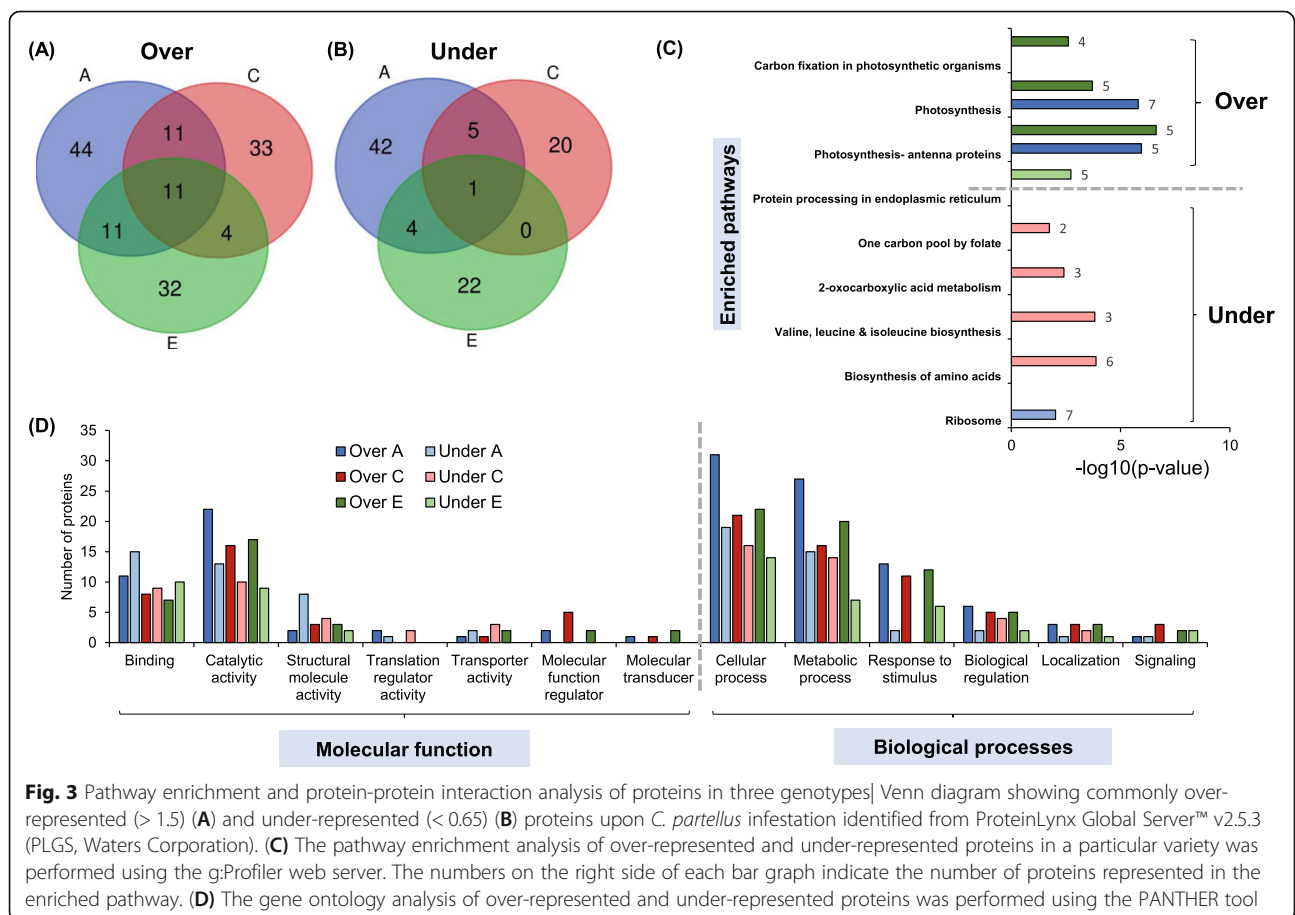 (A) Over
A
C
44
11
33
11
11
4
32
E
(B) Under
A
C
42
5
20
1
4
0
22
E
(C)
Enriched pathways
4
Carbon fixation in photosynthetic organisms
5
Photosynthesis
7
5
Photosynthesis- antenna proteins
5
5
Over
Protein processing in endoplasmic reticulum
2
One carbon pool by folate
3
2-oxocarboxylic acid metabolism
3
Valine, leucine & isoleucine biosynthesis
6
Biosynthesis of amino acids
7
Ribosome
Under
0 5 10
-log10(p-value)
(D)
Number of proteins
35
30
25
20
15
10
5
0
Over A Under A
Over C Under C
Over E Under E
Binding
Catalytic
activity
Structural
molecule
activity
Translation
regulator
activity
Transporter
activity
Molecular
function
regulator
Molecular
transducer
Cellular
process
Metabolic
process
Response to
stimulus
Biological
regulation
Localization
Signaling
Molecular function
Biological processes
Fig. 3 Pathway enrichment and protein-protein interaction analysis of proteins in three genotypes| Venn diagram showing commonly over-
represented (> 1.5) (A) and under-represented (< 0.65) (B) proteins upon C. partellus infestation identified from ProteinLynx Global Server™ v2.5.3
(PLGS, Waters Corporation). (C) The pathway enrichment analysis of over-represented and under-represented proteins in a particular variety was
performed using the g:Profiler web server. The numbers on the right side of each bar graph indicate the number of proteins represented in the
enriched pathway. (D) The gene ontology analysis of over-represented and under-represented proteins was performed using the PANTHER tool